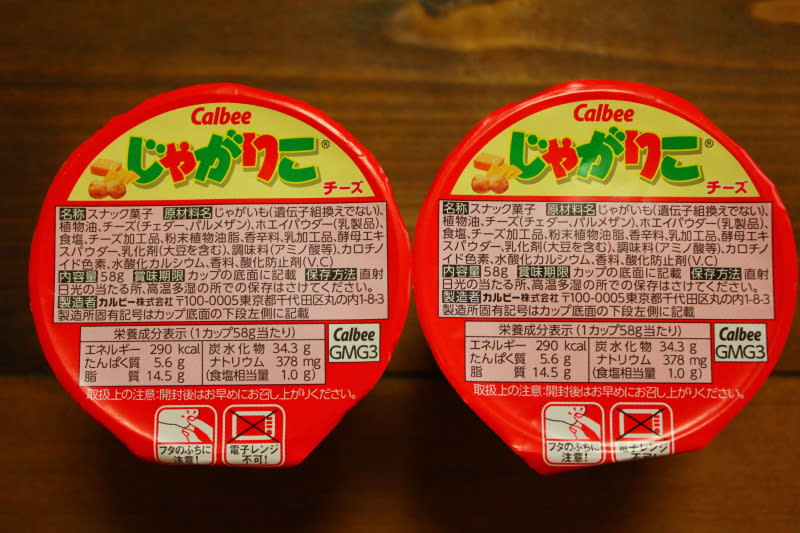 Calbee
じゃがりこ®
チーズ
名称 スナック菓子 原材料名 じゃがいも(遺伝子組換えでない)、
植物油、チーズ(チェダー、パルメザン)、ホエイパウダー(乳製品)、
食塩、チーズ加工品、粉末植物油脂、香辛料、乳加工品、酵母エキ
スパウダー、乳化剤(大豆を含む)、調味料(アミノ酸等)、カロチノ
イド色素、水酸化カルシウム、香料、酸化防止剤(V.C)
内容量 58g 賞味期限 カップの底面に記載 保存方法 直射
日光の当たる所、高温多湿の所での保存はさけてください。
製造者 カルビー株式会社 〒100-0005東京都千代田区丸の内1-8-3
製造所固有記号はカップ底面の下段左側に記載
栄養成分表示(1カップ58g当たり)
エネルギー 290 kcal 炭水化物 34.3 g
たんぱく質 5.6 g ナトリウム 378 mg
脂質 14.5 g (食塩相当量 1.0 g)
Calbee
GMG3
取扱上の注意:開封後はお早めにお召し上がりください。
フタのふちに
注意!
電子レンジ
不可!
Calbee
じゃがりこ®
チーズ
名称 スナック菓子 原材料名 じゃがいも(遺伝子組換えでない)、
植物油、チーズ(チェダー、パルメザン)、ホエイパウダー(乳製品)、
食塩、チーズ加工品、粉末植物油脂、香辛料、乳加工品、酵母エキ
スパウダー、乳化剤(大豆を含む)、調味料(アミノ酸等)、カロチノ
イド色素、水酸化カルシウム、香料、酸化防止剤(V.C)
内容量 58g 賞味期限 カップの底面に記載 保存方法 直射
日光の当たる所、高温多湿の所での保存はさけてください。
製造者 カルビー株式会社 〒100-0005東京都千代田区丸の内1-8-3
製造所固有記号はカップ底面の下段左側に記載
栄養成分表示(1カップ58g当たり)
エネルギー 290 kcal 炭水化物 34.3 g
たんぱく質 5.6 g ナトリウム 378 mg
脂質 14.5 g (食塩相当量 1.0 g)
Calbee
GMG3
取扱上の注意:開封後はお早めにお召し上がりください。
フタのふちに
注意!
電子レンジ
不可!